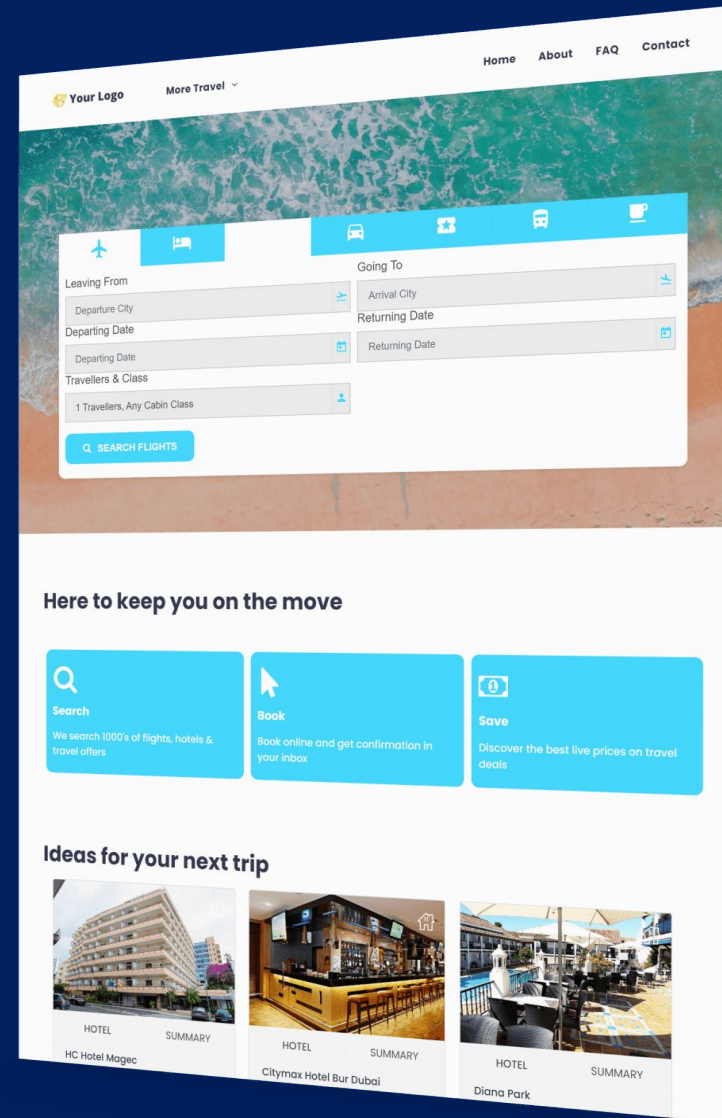 Your Logo
More Travel
Home
About
FAQ
Contact
Leaving From
Departure City
Going To
Arrival City
Departing Date
Departing Date
Returning Date
Returning Date
Travellers & Class
1 Travellers, Any Cabin Class
SEARCH FLIGHTS
Here to keep you on the move
Search
We search 1000's of flights, hotels &
travel offers
Book
Book online and get confirmation in
your inbox
1
Save
Discover the best live prices on travel
deals
Ideas for your next trip
HOTEL
SUMMARY
HC Hotel Magec
HOTEL
SUMMARY
Citymax Hotel Bur Dubai
HOTEL
SUMMARY
Diana Park